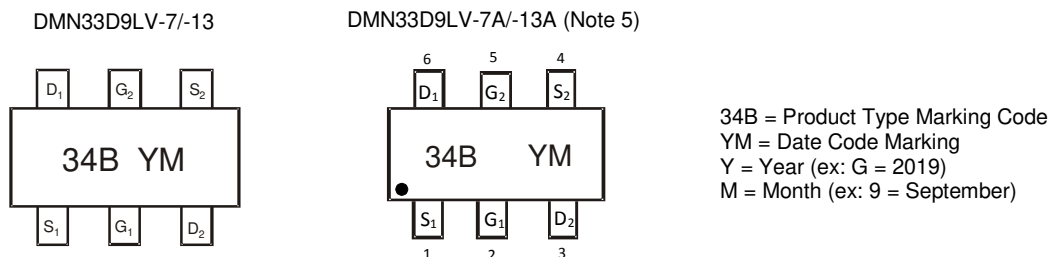 DMN33D9LV-7/-13
D₁ G₂ S₂
34B YM
S₁ G₁ D₂
DMN33D9LV-7A/-13A (Note 5)
6 5 4
D₁ G₂ S₂
34B YM
S₁ G₁ D₂
1 2 3
34B = Product Type Marking Code
YM = Date Code Marking
Y = Year (ex: G = 2019)
M = Month (ex: 9 = September)